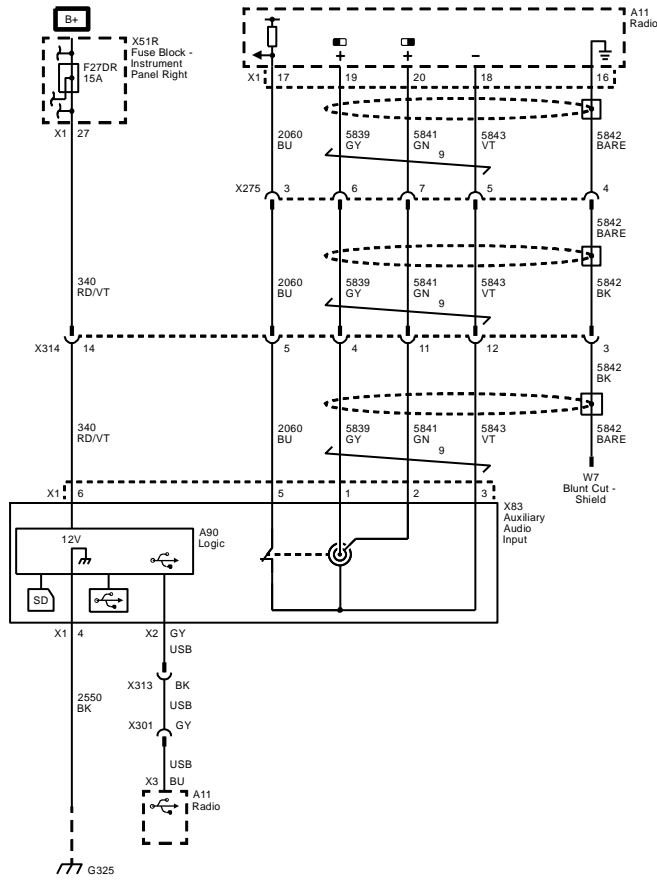 B+
X51R
Fuse Block -
Instrument
Panel Right
F27DR
15A
X1 27
A11
Radio
+ + −
X1 17 19 20 18 16
2060
BU
5839
GY
5841
GN
5843
VT
5842
BARE
9
X275 3 6 7 5 4
5842
BARE
340
RD/VT
2060
BU
5839
GY
5841
GN
5843
VT
5842
BK
9
X314 14 5 4 11 12 3
5842
BK
340
RD/VT
2060
BU
5839
GY
5841
GN
5843
VT
5842
BARE
9
W7
Blunt Cut -
Shield
X1 6 5 1 2 3
X83
Auxiliary
Audio
Input
A90
Logic
12V
SD
X1 4
X2 GY
USB
X313 BK
2550
BK
USB
X301 GY
USB
X3 BU
A11
Radio
G325